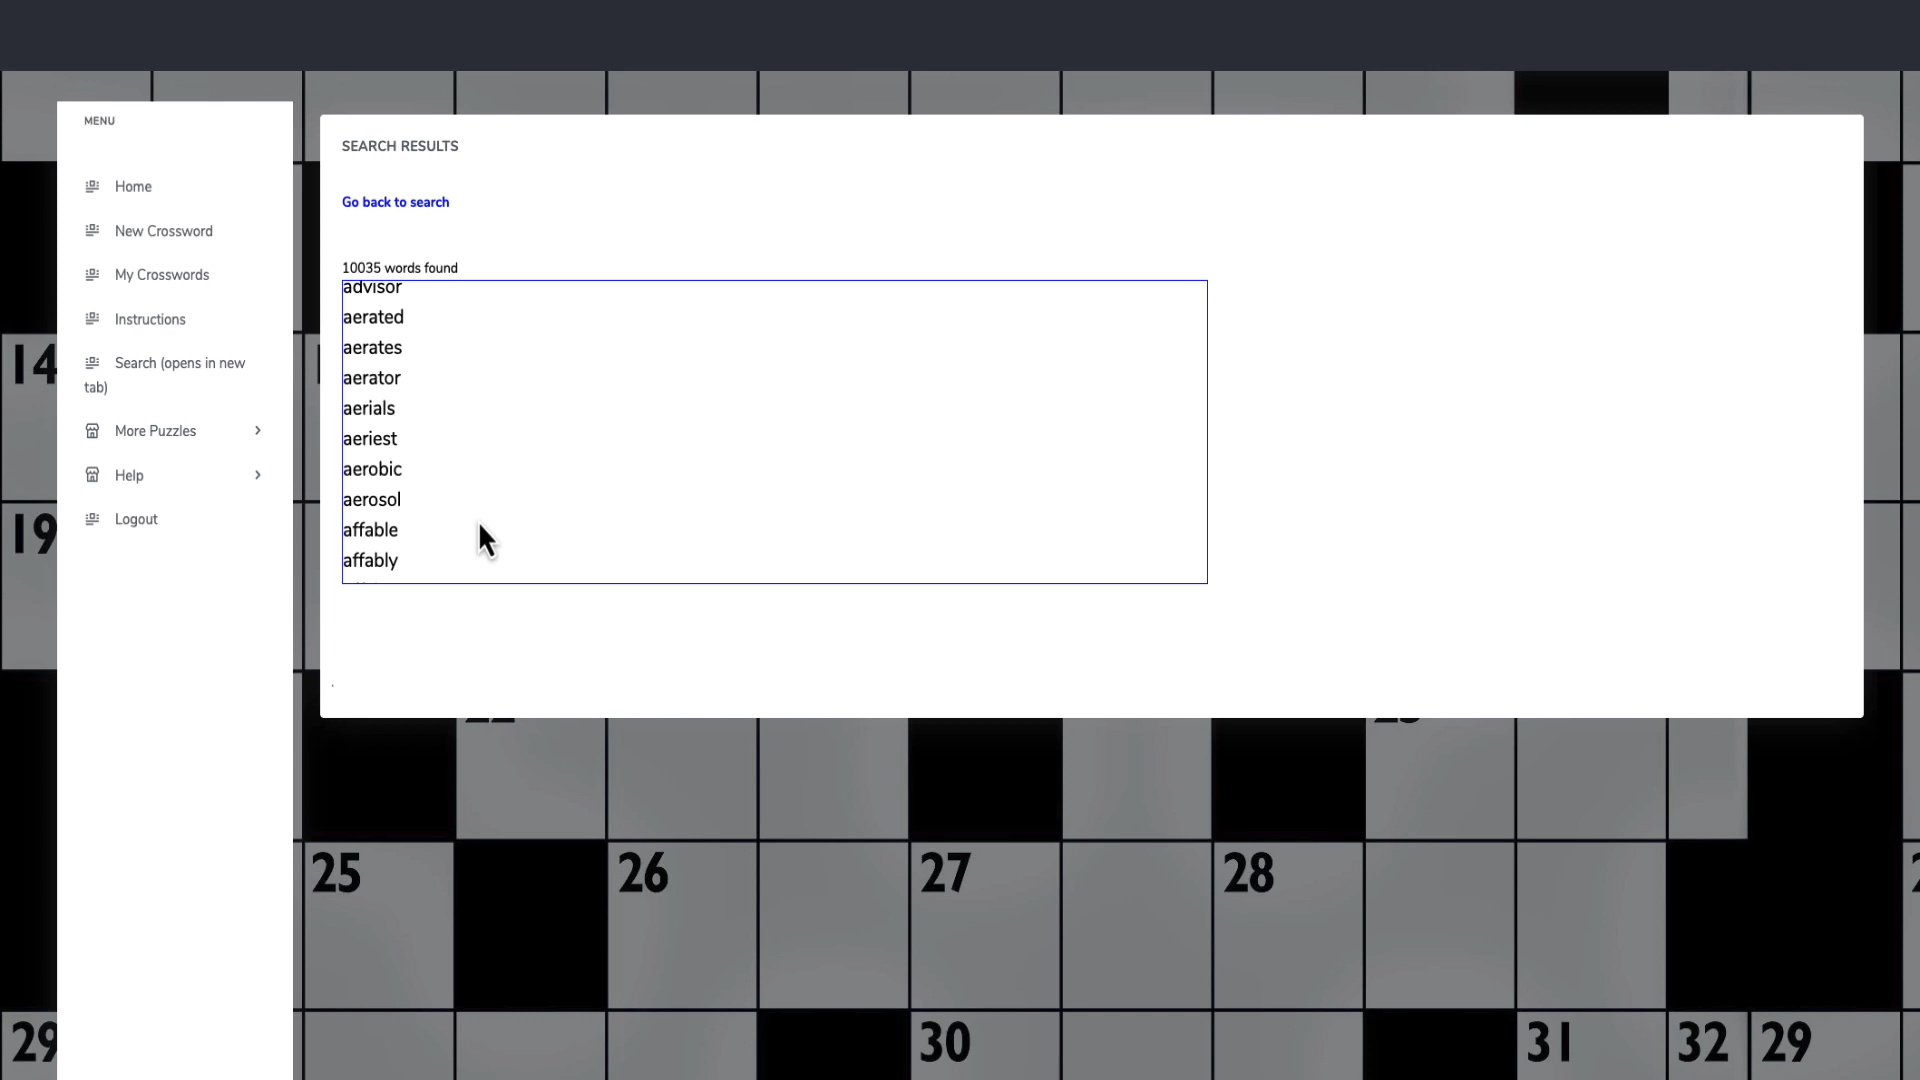 MENU
Home
New Crossword
My Crosswords
Instructions
Search (opens in new
tab)
More Puzzles
Help
Logout
SEARCH RESULTS
Go back to search
10035 words found
advisor
aerated
aerates
aerator
aerials
aeriest
aerobic
aerosol
affable
affably
14
19
25
26
27
28
29
30
31
32
29